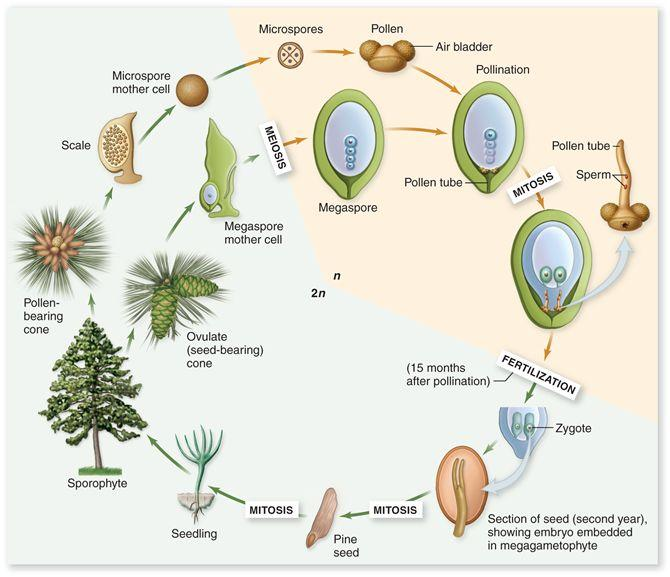 Microspores
Pollen
Air bladder
Microspore
mother cell
Pollination
Scale
MEIOSIS
Pollen tube
Sperm
Pollen tube
MITOSIS
Megaspore
Megaspore
mother cell
n
2n
Pollen-
bearing
cone
Ovulate
(seed-bearing)
cone
(15 months
after pollination)
FERTILIZATION
Zygote
Sporophyte
Seedling
MITOSIS
Pine
seed
MITOSIS
Section of seed (second year),
showing embryo embedded
in megagametophyte